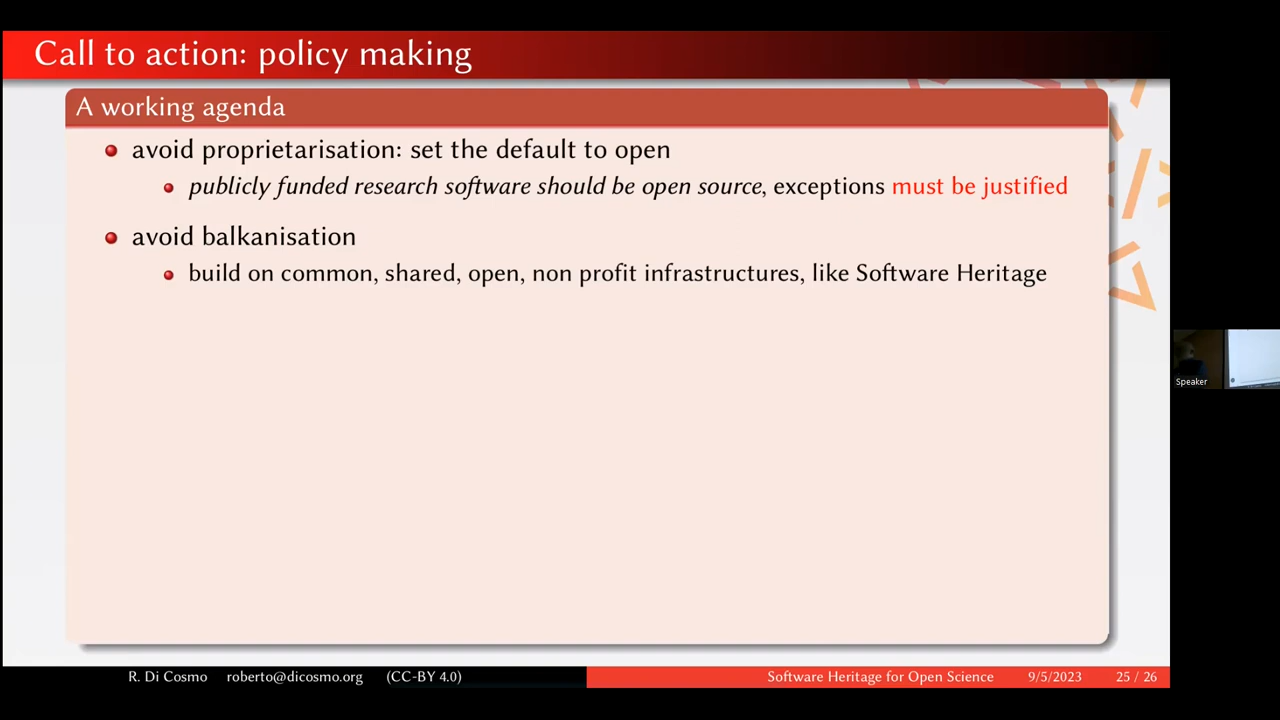 Call to action: policy making
A working agenda
avoid proprietarisation: set the default to open
publicly funded research software should be open source, exceptions must be justified
avoid balkanisation
build on common, shared, open, non profit infrastructures, like Software Heritage
Speaker
R. Di Cosmo roberto@dicosmo.org (CC-BY 4.0) Software Heritage for Open Science 9/5/2023 25 / 26